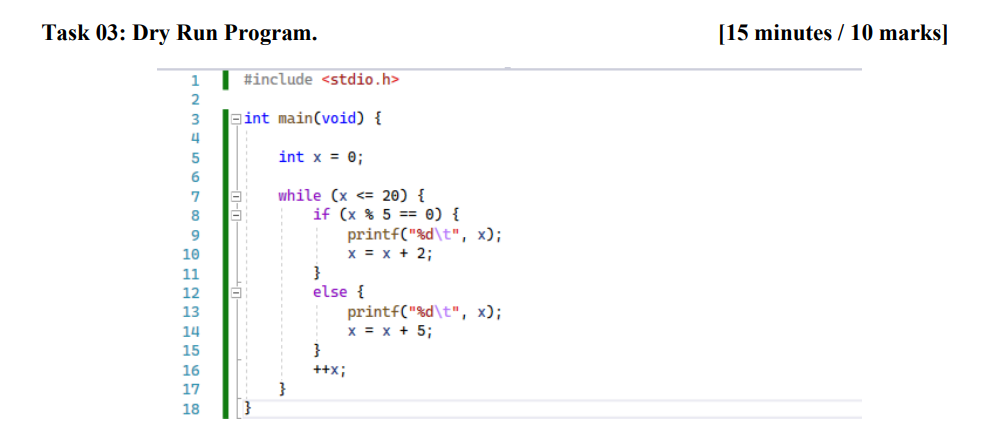 Task 03: Dry Run Program. [15 minutes / 10 marks]
1 #include <stdio.h>
2
3 int main(void) {
4
5 int x = 0;
6
7 while (x <= 20) {
8 if (x % 5 == 0) {
9 printf("%d\t", x);
10 x = x + 2;
11 }
12 else {
13 printf("%d\t", x);
14 x = x + 5;
15 }
16 ++x;
17 }
18 }